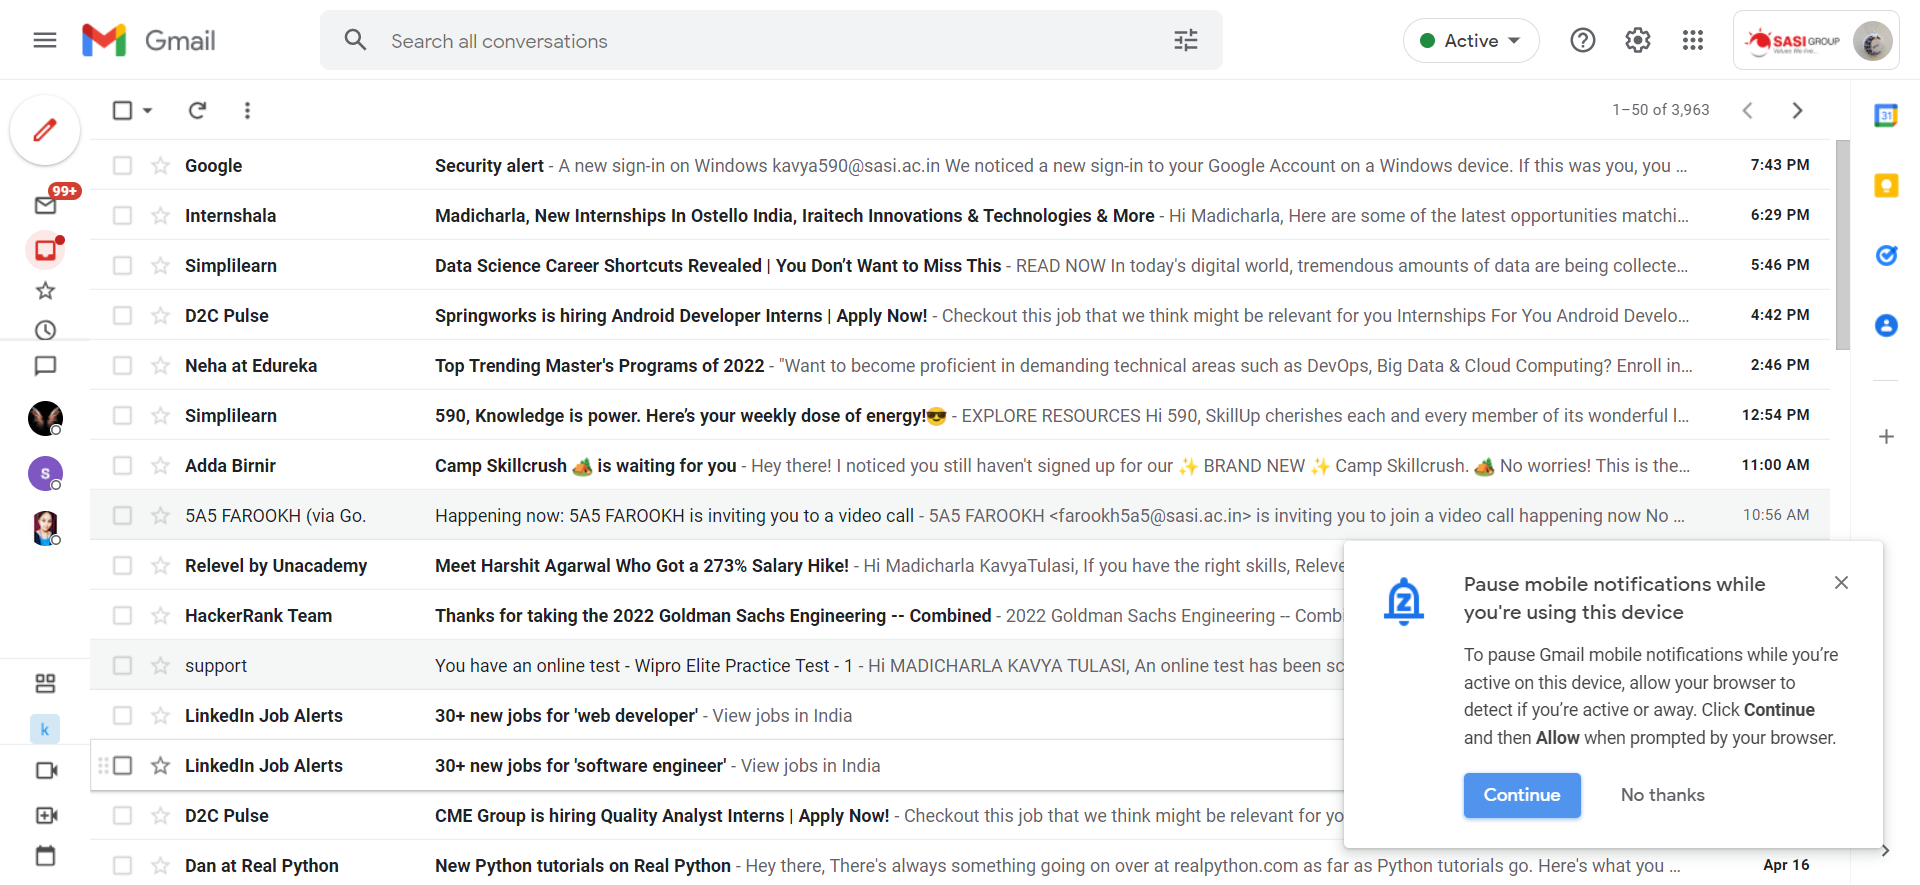 Gmail
Search all conversations
Active
SASI GROUP
1–50 of 3,963
31
99+
Google Security alert - A new sign-in on Windows kavya590@sasi.ac.in We noticed a new sign-in to your Google Account on a Windows device. If this was you, you … 7:43 PM
Internshala Madicharla, New Internships In Ostello India, Iraitech Innovations & Technologies & More - Hi Madicharla, Here are some of the latest opportunities matchi… 6:29 PM
Simplilearn Data Science Career Shortcuts Revealed | You Don’t Want to Miss This - READ NOW In today's digital world, tremendous amounts of data are being collecte… 5:46 PM
D2C Pulse Springworks is hiring Android Developer Interns | Apply Now! - Checkout this job that we think might be relevant for you Internships For You Android Develo… 4:42 PM
Neha at Edureka Top Trending Master's Programs of 2022 - "Want to become proficient in demanding technical areas such as DevOps, Big Data & Cloud Computing? Enroll in… 2:46 PM
Simplilearn 590, Knowledge is power. Here’s your weekly dose of energy!😎 - EXPLORE RESOURCES Hi 590, SkillUp cherishes each and every member of its wonderful l… 12:54 PM
Adda Birnir Camp Skillcrush 🏕️ is waiting for you - Hey there! I noticed you still haven't signed up for our ✨ BRAND NEW ✨ Camp Skillcrush. 🏕️ No worries! This is the… 11:00 AM
S
5A5 FAROOKH (via Go. Happening now: 5A5 FAROOKH is inviting you to a video call - 5A5 FAROOKH <farookh5a5@sasi.ac.in> is inviting you to join a video call happening now No … 10:56 AM
Relevel by Unacademy Meet Harshit Agarwal Who Got a 273% Salary Hike! - Hi Madicharla KavyaTulasi, If you have the right skills, Releve
HackerRank Team Thanks for taking the 2022 Goldman Sachs Engineering -- Combined - 2022 Goldman Sachs Engineering -- Comb
support You have an online test - Wipro Elite Practice Test - 1 - Hi MADICHARLA KAVYA TULASI, An online test has been sc
LinkedIn Job Alerts 30+ new jobs for 'web developer' - View jobs in India
k
LinkedIn Job Alerts 30+ new jobs for 'software engineer' - View jobs in India
D2C Pulse CME Group is hiring Quality Analyst Interns | Apply Now! - Checkout this job that we think might be relevant for yo
Dan at Real Python New Python tutorials on Real Python - Hey there, There's always something going on over at realpython.com as far as Python tutorials go. Here's what you … Apr 16
Z
Pause mobile notifications while
you're using this device
To pause Gmail mobile notifications while you’re
active on this device, allow your browser to
detect if you’re active or away. Click Continue
and then Allow when prompted by your browser.
Continue No thanks